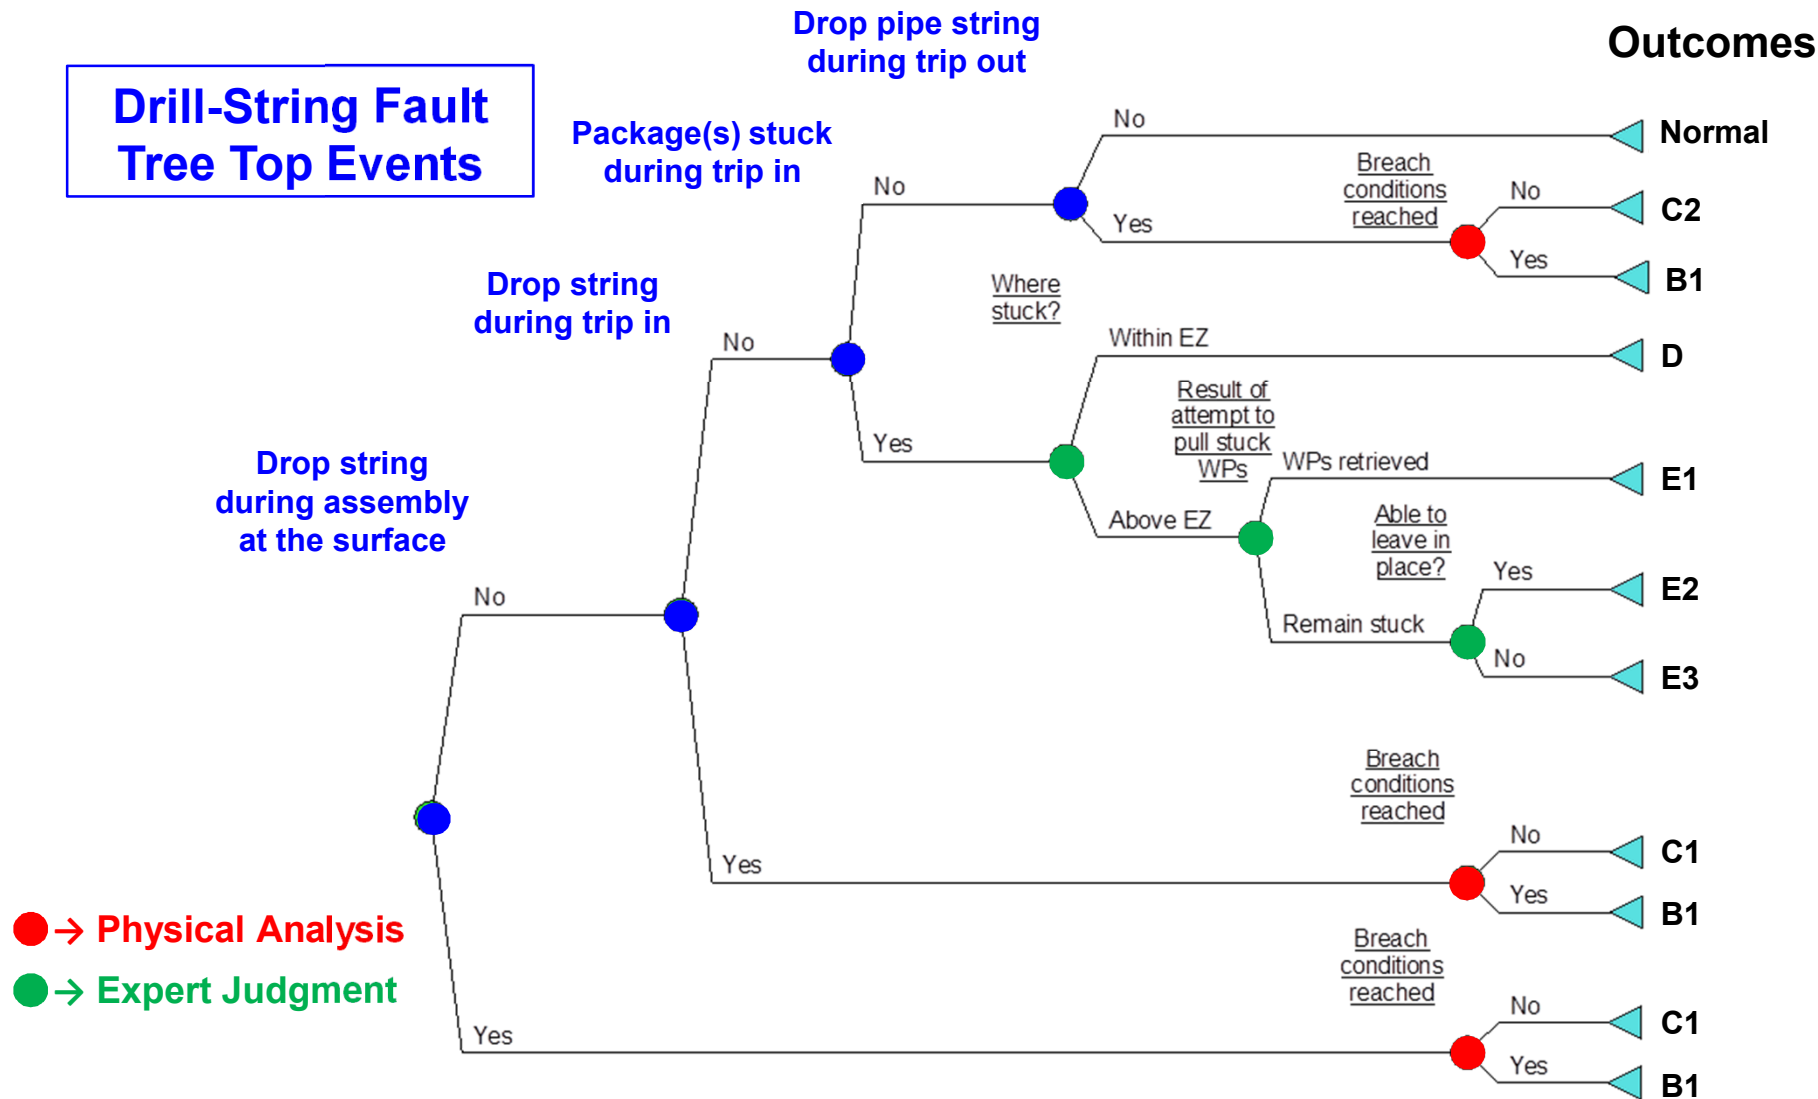 Drop pipe string
during trip out
Outcomes
Drill-String Fault
Tree Top Events
Package(s) stuck
during trip in
No
Normal
Breach
conditions
reached
No
No
C2
Yes
Yes
B1
Drop string
during trip in
Where
stuck?
No
Within EZ
D
Result of
attempt to
pull stuck
WPs
Yes
WPs retrieved
E1
Drop string
during assembly
at the surface
Above EZ
Able to
leave in
place?
Yes
E2
No
Remain stuck
No
E3
Breach
conditions
reached
No
C1
Yes
Yes
B1
→ Physical Analysis
→ Expert Judgment
Breach
conditions
reached
No
C1
Yes
Yes
B1